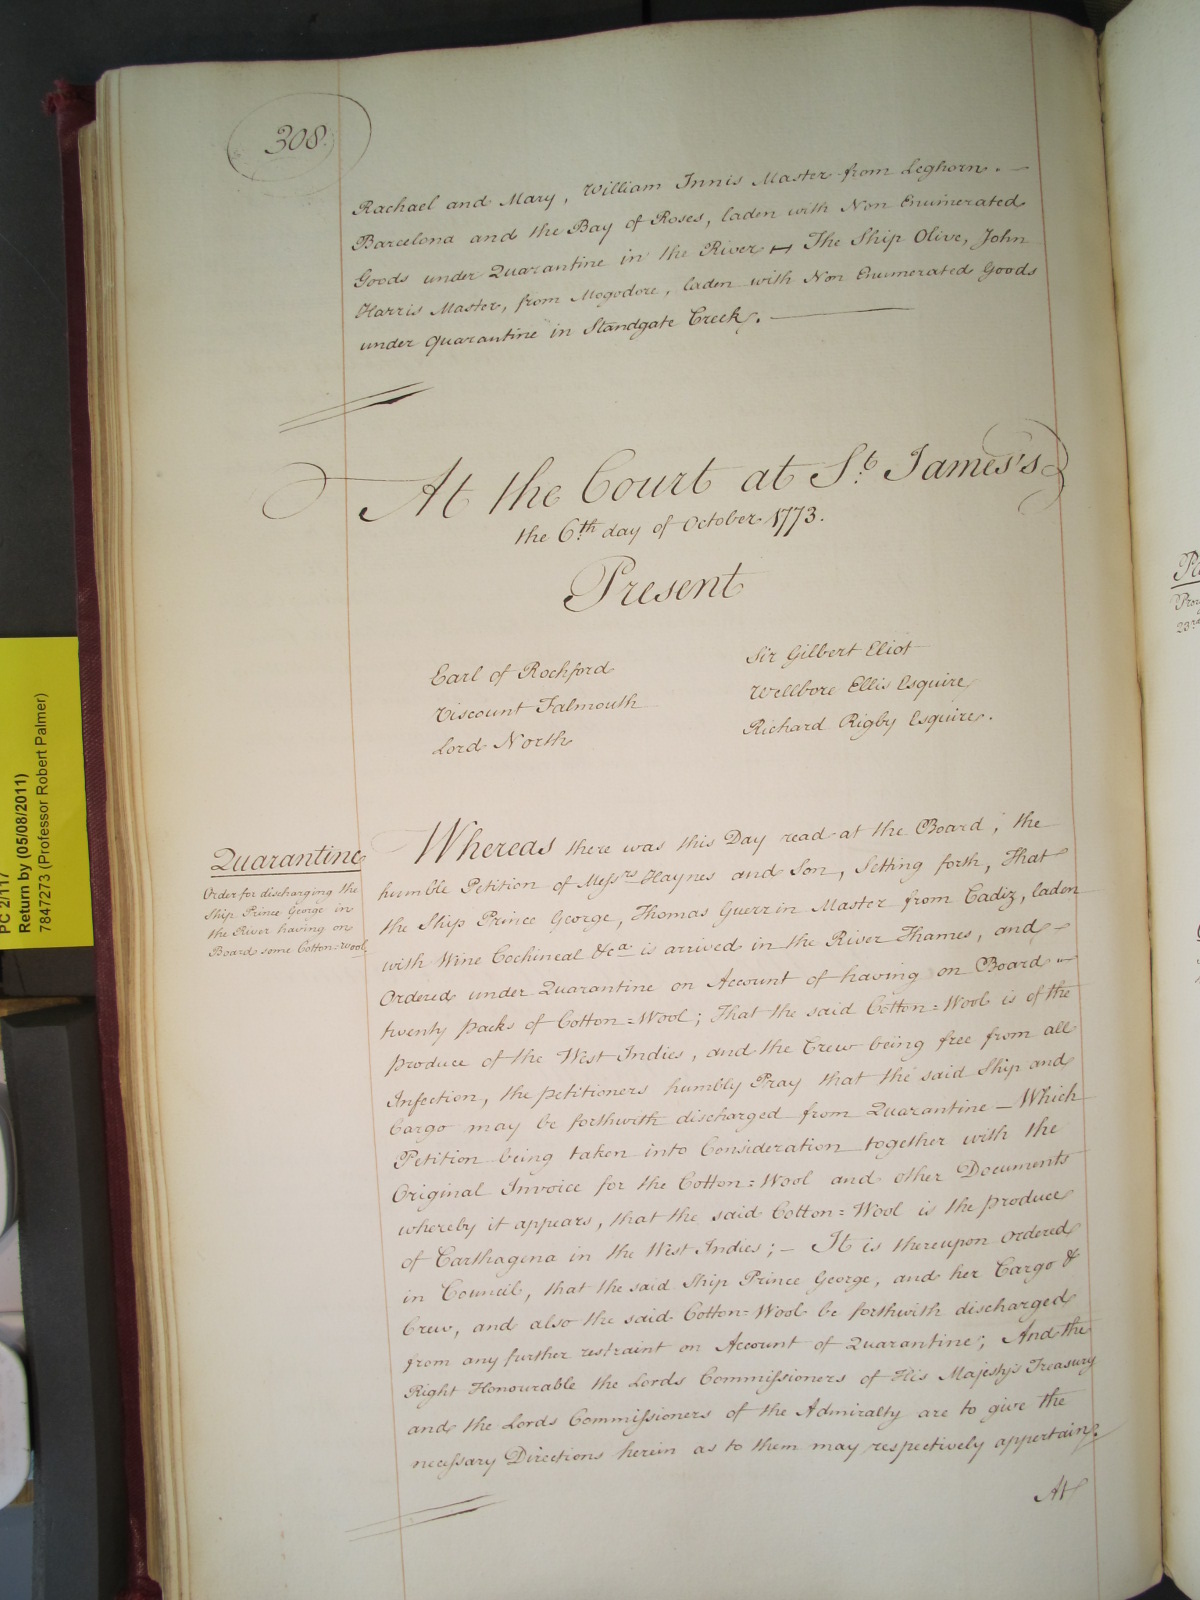 308.
Rachael and Mary, William Innis Master from Leghorn. —
Barcelona and the Bay of Roses, laden with Non Enumerated
Goods under Quarantine in the River — The Ship Olive, John
Harris Master, from Mogodore, laden with Non Enumerated Goods
under Quarantine in Standgate Creek. —
At the Court at St. James's
the 6th day of October 1773.
Present
Earl of Rochford
Viscount Falmouth
Lord North
Sir Gilbert Eliot
Wellbore Ellis Esquire
Richard Rigby Esquire.
Quarantine
Order for discharging the
Ship Prince George in
the River having on
Board some Cotton=Wool.
Whereas there was this Day read at the Board, the
humble Petition of Messrs Haynes and Son, Setting forth, That
the Ship Prince George, Thomas Guerrin Master from Cadiz, laden
with Wine Cochineal &ca is arrived in the River Thames, and —
Ordered under Quarantine on Account of having on Board —
twenty packs of Cotton=Wool; That the said Cotton=Wool is of the
produce of the West Indies, and the Crew being free from all
Infection, the petitioners humbly Pray that the said Ship and
Cargo may be forthwith discharged from Quarantine — Which
Petition being taken into Consideration together with the
Original Invoice for the Cotton=Wool and other Documents
whereby it appears, that the said Cotton=Wool is the produce
of Carthagena in the West Indies; — It is thereupon Ordered
in Council, that the said Ship Prince George, and her Cargo &
Crew, and also the said Cotton=Wool be forthwith discharged
from any further restraint on Account of Quarantine; And the
Right Honourable the Lords Commissioners of His Majesty's Treasury
and the Lords Commissioners of the Admiralty are to give the
necessary Directions herein as to them may respectively appertain.
At
PC 2/117
Return by (05/08/2011)
7847273 (Professor Robert Palmer)